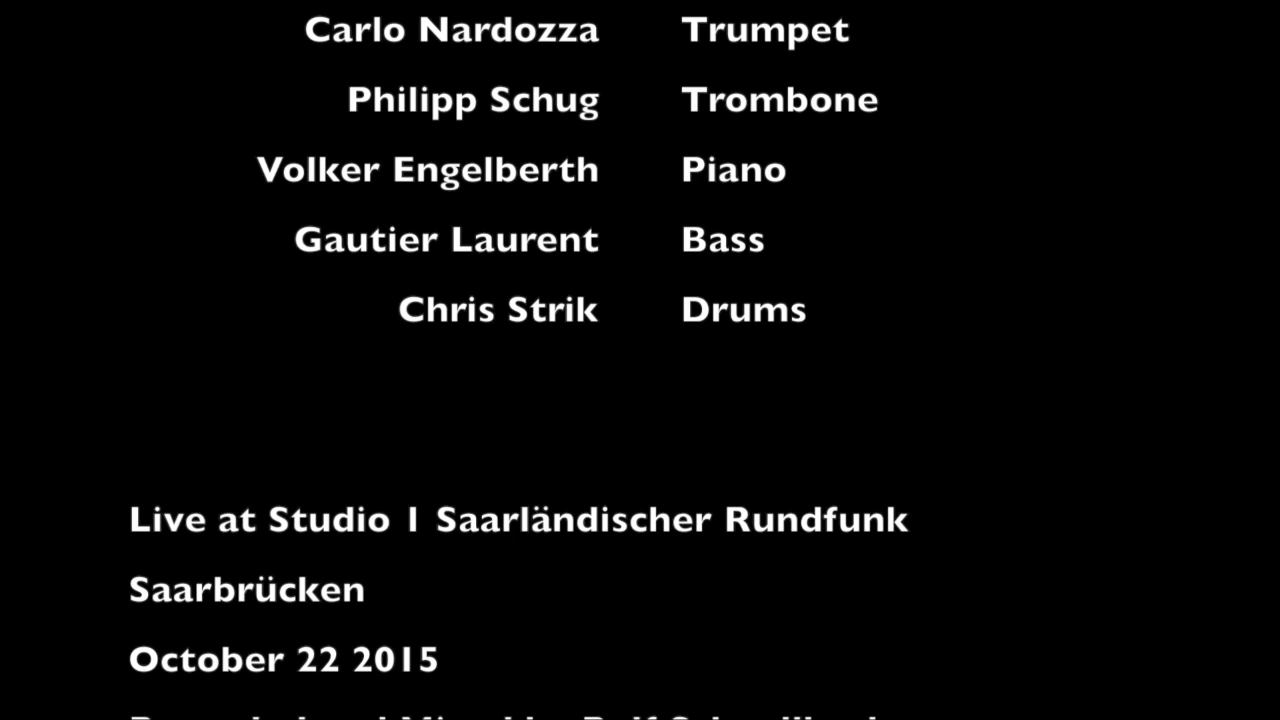 Carlo Nardozza Trumpet
Philipp Schug Trombone
Volker Engelberth Piano
Gautier Laurent Bass
Chris Strik Drums
Live at Studio 1 Saarländischer Rundfunk
Saarbrücken
October 22 2015